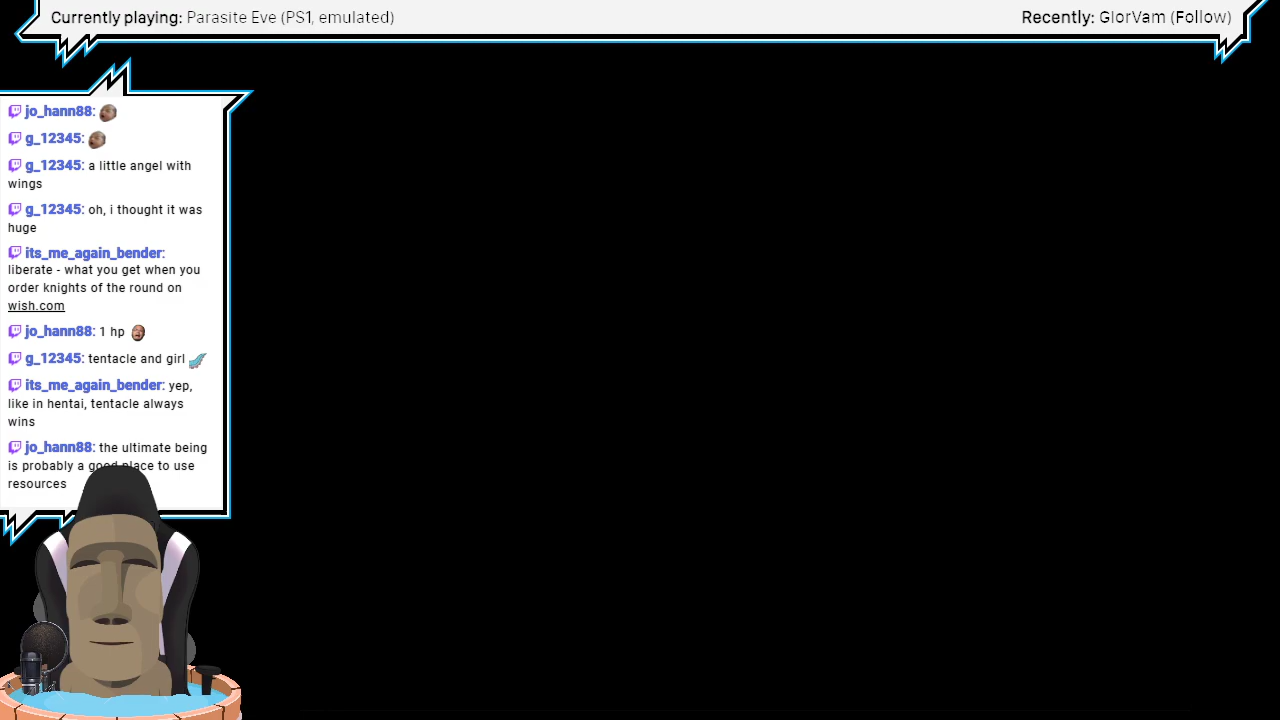 Currently playing: Parasite Eve (PS1, emulated)
Recently: GlorVam (Follow)
jo_hann88:
g_12345:
g_12345: a little angel with
wings
g_12345: oh, i thought it was
huge
its_me_again_bender:
liberate - what you get when you
order knights of the round on
wish.com
jo_hann88: 1 hp
g_12345: tentacle and girl
its_me_again_bender: yep,
like in hentai, tentacle always
wins
jo_hann88: the ultimate being
is probably a good place to use
resources